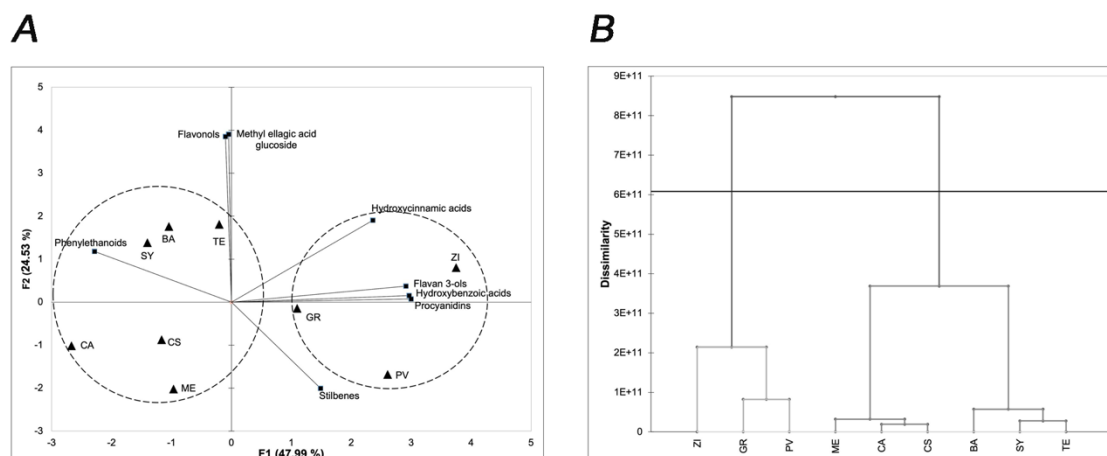 A
B
5
4
3
2
1
0
-1
-2
-3
F2 (24.53 %)
-3
-2
-1
0
1
2
3
4
5
F1 (47.99 %)
Flavonols
Methyl ellagic acid
glucoside
Hydroxycinnamic acids
Phenylethanoids
BA
TE
SY
ZI
Flavan 3-ols
Hydroxybenzoic acids
Procyanidins
GR
CA
CS
PV
ME
Stilbenes
9E+11
8E+11
7E+11
6E+11
5E+11
4E+11
3E+11
2E+11
1E+11
0
Dissimilarity
ZI
GR
PV
ME
CA
CS
BA
SY
TE